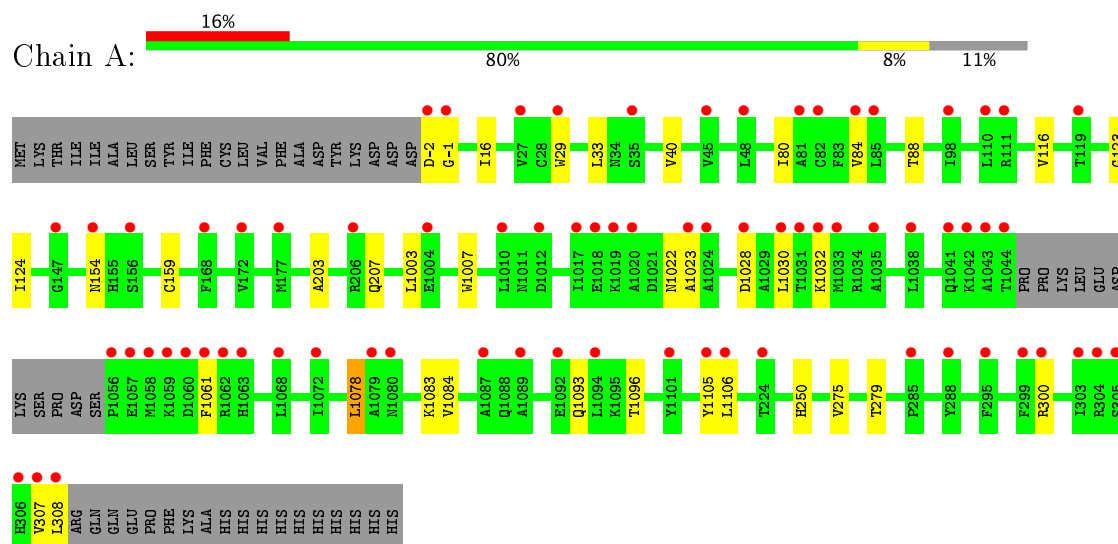 16%
Chain A:
80% 8% 11%
MET LYS THR ILE ILE ALA LEU SER TYR ILE PHE CYS LEU VAL PHE ALA ASP TYR LYS ASP ASP ASP D-2 G-1 I16 V27 C28 W29 L33 N34 S35 V40 V45 L48 I80 A81 C82 F83 V84 L85 T88 I98 L110 R111 V116 T119
I124 G147 N154 H155 S156 C159 F168 V172 M177 A203 R206 Q207 L1003 E1004 W1007 L1010 N1011 D1012 I1017 E1018 K1019 A1020 D1021 N1022 A1023 A1024 D1028 A1029 L1030 T1031 K1032 M1033 R1034 A1035 L1038 Q1041 K1042 A1043 T1044 PRO PRO LYS LEU GLU ASP
LYS SER PRO ASP SER P1056 E1057 M1058 K1059 D1060 F1061 R1062 H1063 L1068 I1072 L1078 A1079 N1080 K1083 V1084 A1087 Q1088 A1089 E1092 Q1093 L1094 K1095 T1096 Y1101 Y1105 L1106 T224 H250 V275 T279 P285 Y288 F295 F299 R300 I303 R304 S305
H306 V307 L308 ARG GLN GLN GLU PRO PHE LYS ALA HIS HIS HIS HIS HIS HIS HIS HIS HIS HIS